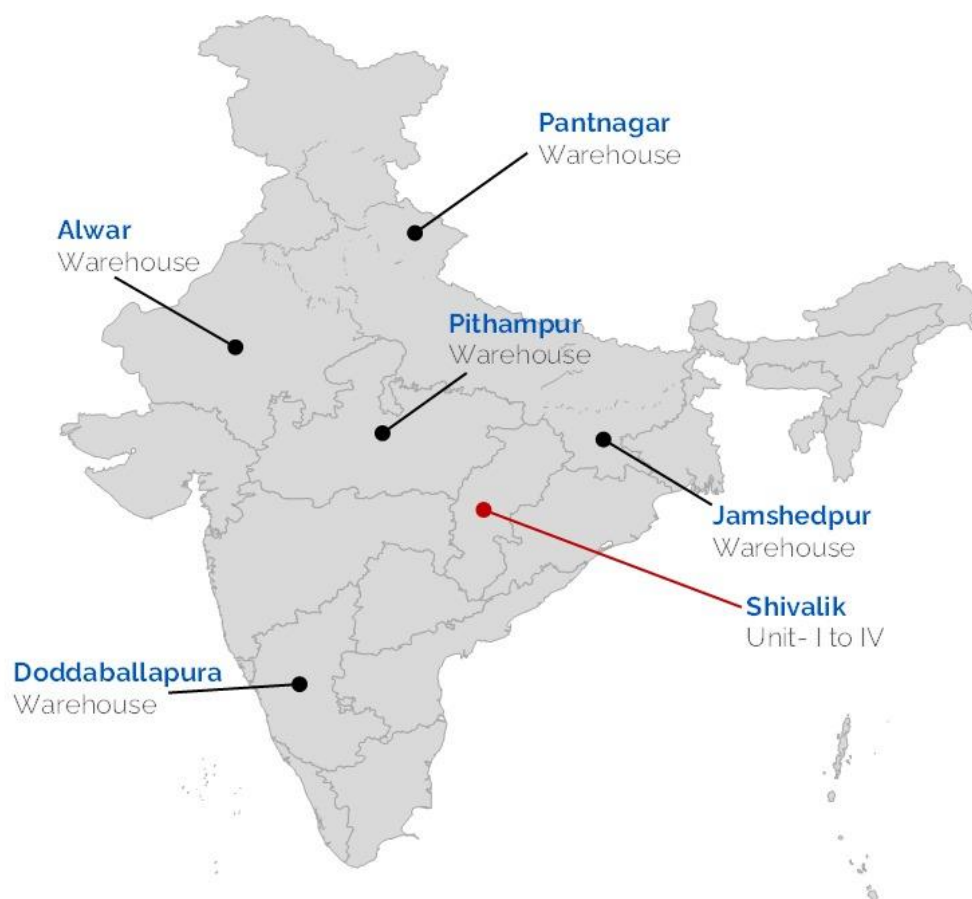 Pantnagar
Warehouse
Alwar
Warehouse
Pithampur
Warehouse
Jamshedpur
Warehouse
Shivalik
Unit- I to IV
Doddaballapura
Warehouse